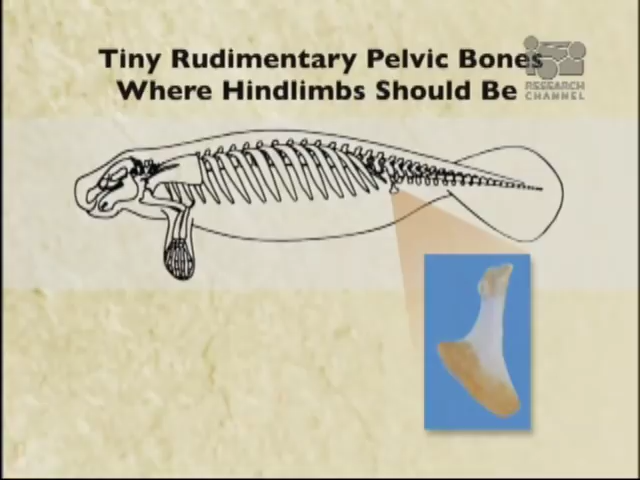 Tiny Rudimentary Pelvic Bones
Where Hindlimbs Should Be
RESEARCH
CHANNEL